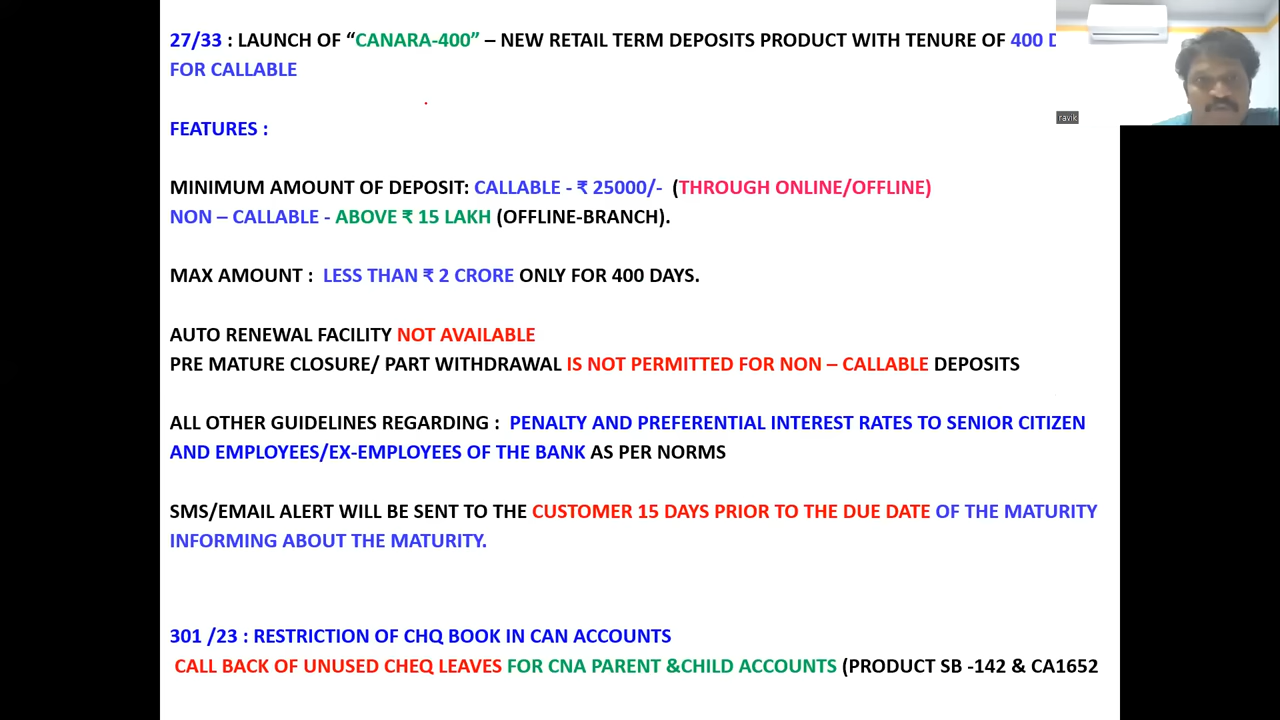 27/33 : LAUNCH OF “CANARA-400” – NEW RETAIL TERM DEPOSITS PRODUCT WITH TENURE OF 400
FOR CALLABLE
ravik
FEATURES :
MINIMUM AMOUNT OF DEPOSIT: CALLABLE - ₹ 25000/- (THROUGH ONLINE/OFFLINE)
NON – CALLABLE - ABOVE ₹ 15 LAKH (OFFLINE-BRANCH).
MAX AMOUNT : LESS THAN ₹ 2 CRORE ONLY FOR 400 DAYS.
AUTO RENEWAL FACILITY NOT AVAILABLE
PRE MATURE CLOSURE/ PART WITHDRAWAL IS NOT PERMITTED FOR NON – CALLABLE DEPOSITS
ALL OTHER GUIDELINES REGARDING : PENALTY AND PREFERENTIAL INTEREST RATES TO SENIOR CITIZEN
AND EMPLOYEES/EX-EMPLOYEES OF THE BANK AS PER NORMS
SMS/EMAIL ALERT WILL BE SENT TO THE CUSTOMER 15 DAYS PRIOR TO THE DUE DATE OF THE MATURITY
INFORMING ABOUT THE MATURITY.
301 /23 : RESTRICTION OF CHQ BOOK IN CAN ACCOUNTS
CALL BACK OF UNUSED CHEQ LEAVES FOR CNA PARENT &CHILD ACCOUNTS (PRODUCT SB -142 & CA1652